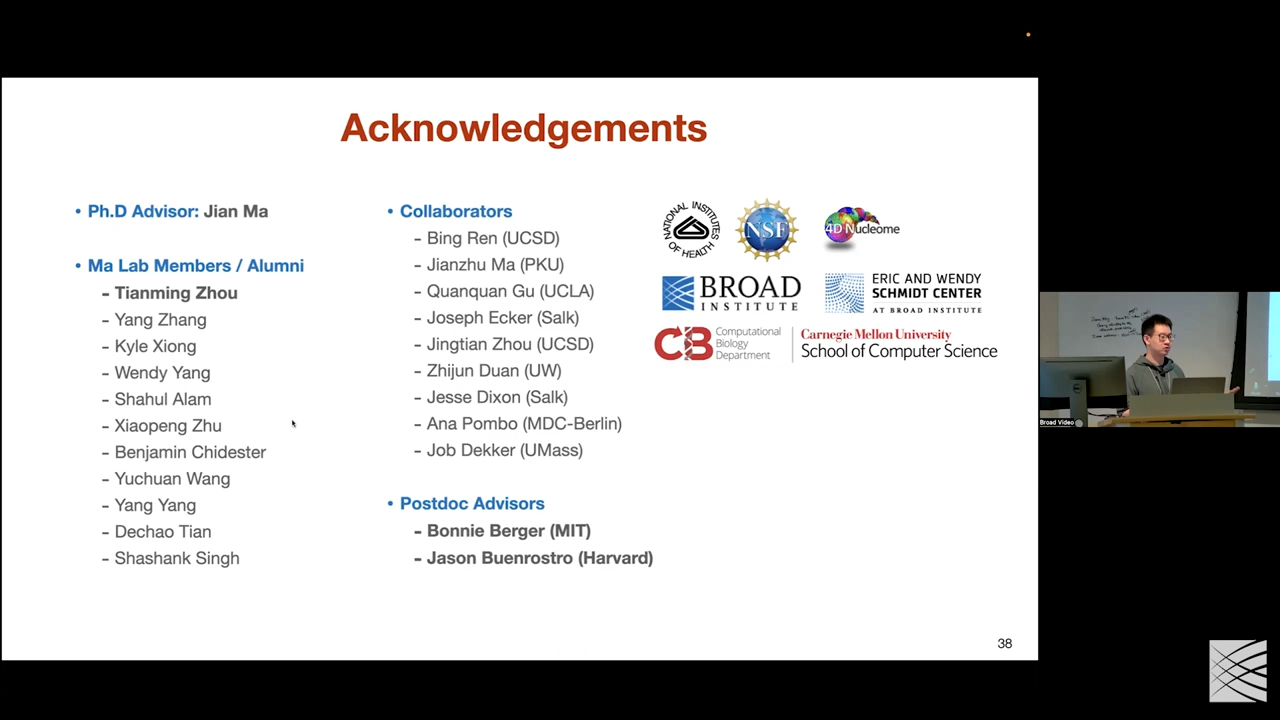 Acknowledgements
• Ph.D Advisor: Jian Ma
• Ma Lab Members / Alumni
- Tianming Zhou
- Yang Zhang
- Kyle Xiong
- Wendy Yang
- Shahul Alam
- Xiaopeng Zhu
- Benjamin Chidester
- Yuchuan Wang
- Yang Yang
- Dechao Tian
- Shashank Singh
• Collaborators
- Bing Ren (UCSD)
- Jianzhu Ma (PKU)
- Quanquan Gu (UCLA)
- Joseph Ecker (Salk)
- Jingtian Zhou (UCSD)
- Zhijun Duan (UW)
- Jesse Dixon (Salk)
- Ana Pombo (MDC-Berlin)
- Job Dekker (UMass)
• Postdoc Advisors
- Bonnie Berger (MIT)
- Jason Buenrostro (Harvard)
NATIONAL INSTITUTES OF HEALTH
NSF
4D Nucleome
BROAD
INSTITUTE
ERIC AND WENDY
SCHMIDT CENTER
AT BROAD INSTITUTE
CB
Computational
Biology
Department
Carnegie Mellon University
School of Computer Science
38
Broad Video